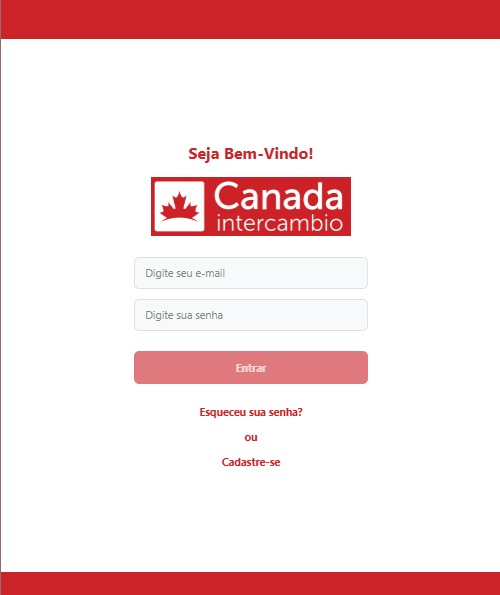 Seja Bem-Vindo!
Canada
intercambio
Digite seu e-mail
Digite sua senha
Entrar
Esqueceu sua senha?
ou
Cadastre-se